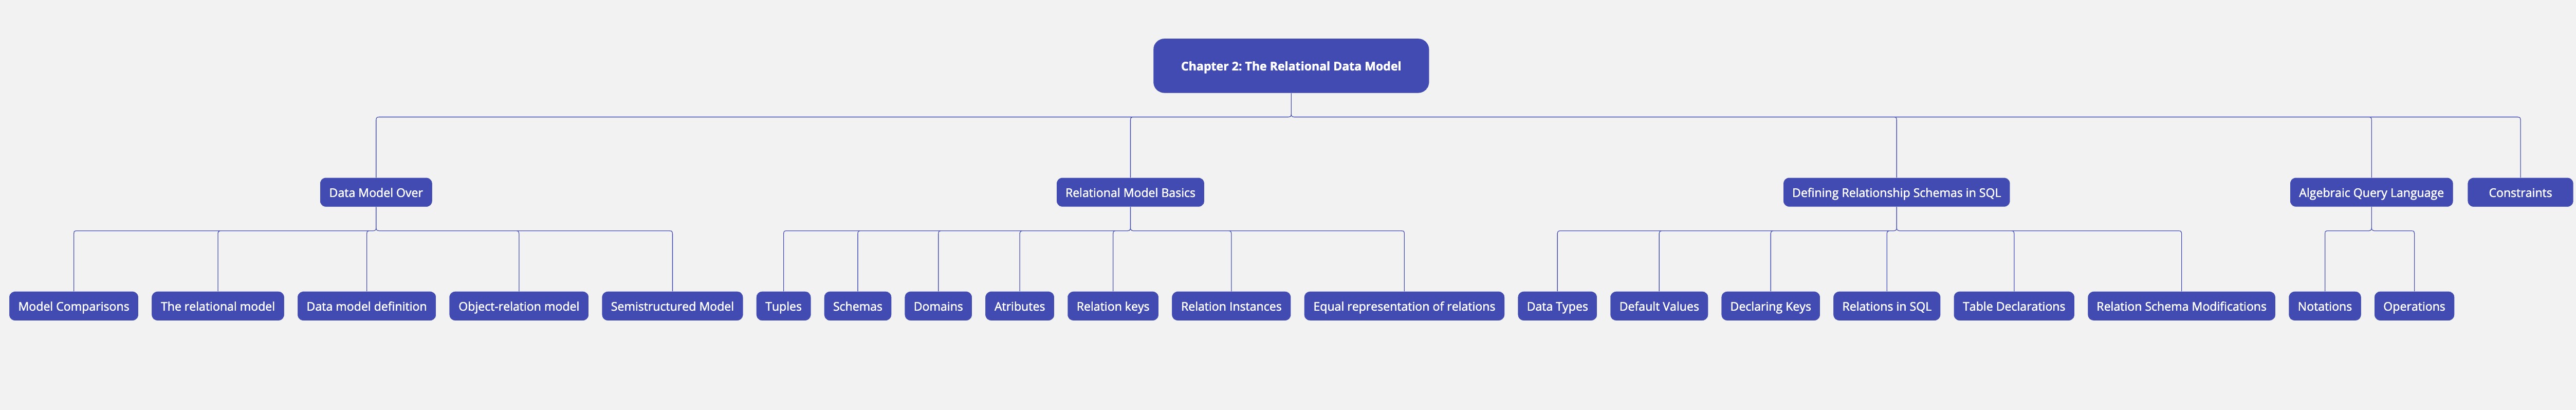 Chapter 2: The Relational Data Model
Data Model Over
Relational Model Basics
Defining Relationship Schemas in SQL
Algebraic Query Language
Constraints
Model Comparisons
The relational model
Data model definition
Object-relation model
Semistructured Model
Tuples
Schemas
Domains
Atributes
Relation keys
Relation Instances
Equal representation of relations
Data Types
Default Values
Declaring Keys
Relations in SQL
Table Declarations
Relation Schema Modifications
Notations
Operations